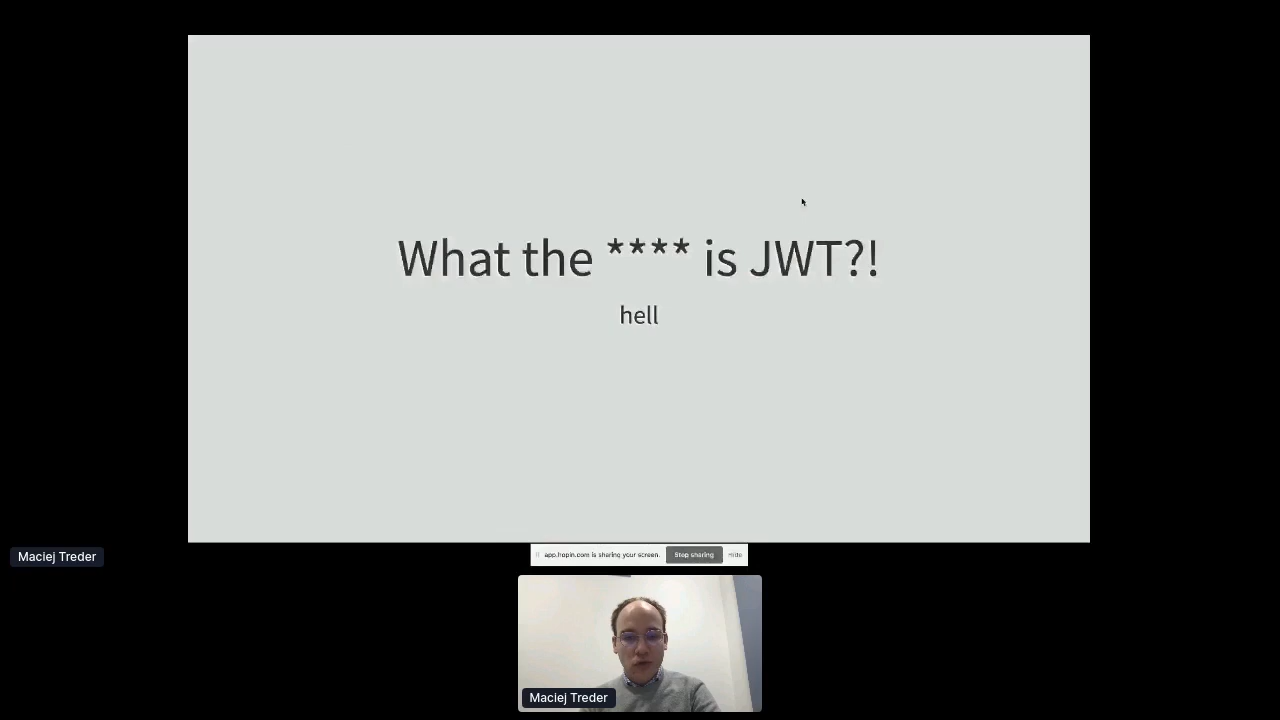 What the **** is JWT?!
hell
Maciej Treder
app.hopin.com is sharing your screen. Stop sharing Hide
Maciej Treder